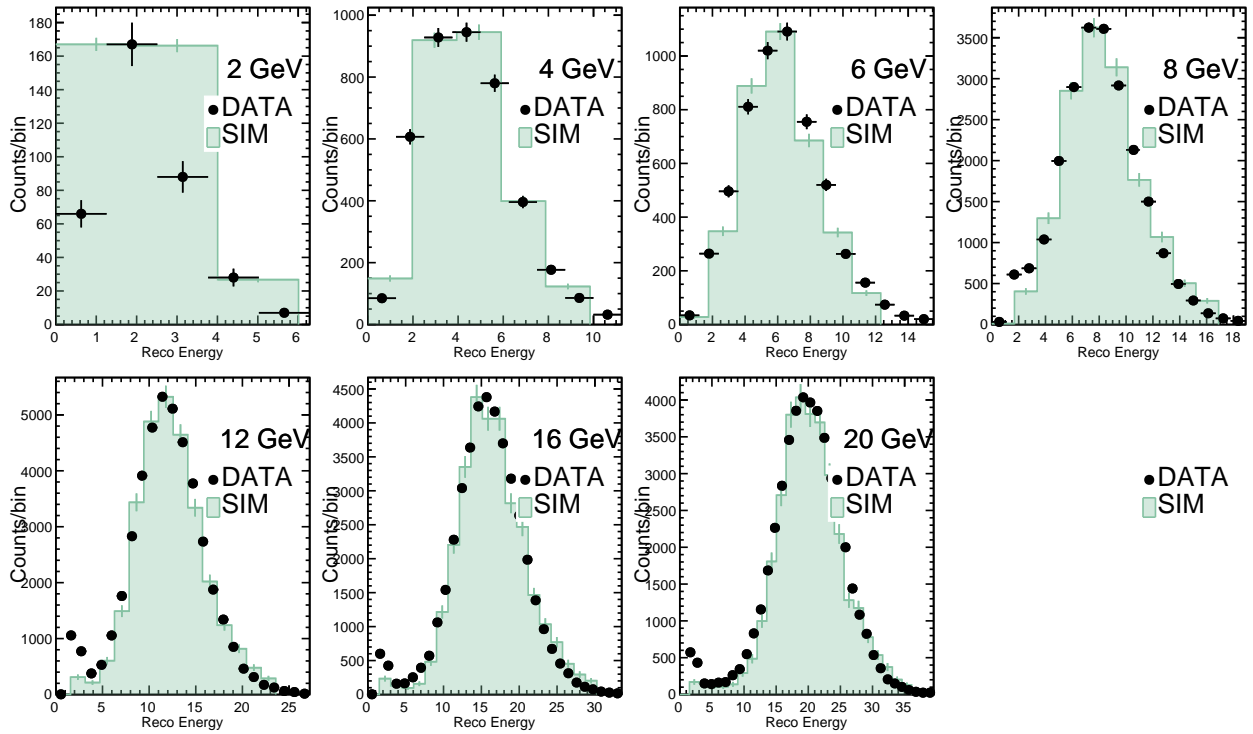 180
160
140
120
100
80
60
40
20
0
Counts/bin
2 GeV
DATA
SIM
0 1 2 3 4 5 6
Reco Energy
1000
800
600
400
200
0
Counts/bin
4 GeV
DATA
SIM
0 2 4 6 8 10
Reco Energy
1000
800
600
400
200
0
Counts/bin
6 GeV
DATA
SIM
0 2 4 6 8 10 12 14
Reco Energy
3500
3000
2500
2000
1500
1000
500
0
Counts/bin
8 GeV
DATA
SIM
0 2 4 6 8 10 12 14 16 18
Reco Energy
5000
4000
3000
2000
1000
0
Counts/bin
12 GeV
DATA
SIM
0 5 10 15 20 25
Reco Energy
4500
4000
3500
3000
2500
2000
1500
1000
500
0
Counts/bin
16 GeV
DATA
SIM
0 5 10 15 20 25 30
Reco Energy
4000
3500
3000
2500
2000
1500
1000
500
0
Counts/bin
20 GeV
DATA
SIM
0 5 10 15 20 25 30 35
Reco Energy
DATA
SIM